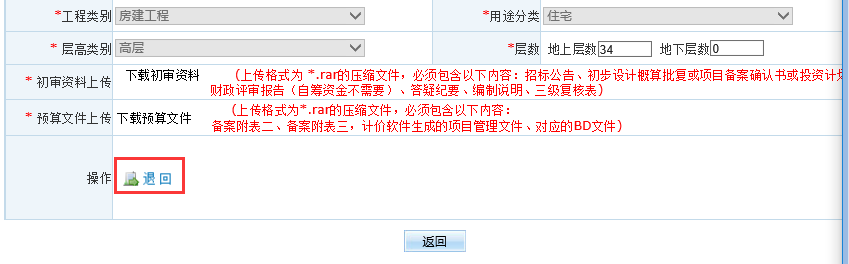 *工程类别 房建工程 *用途分类 住宅
* 层高类别 高层 *层数 地上层数 34 地下层数 0
* 初审资料上传 下载初审资料 （上传格式为 *.rar的压缩文件，必须包含以下内容：招标公告、初步设计概算批复或项目备案确认书或投资计划
财政评审报告（自筹资金不需要）、答疑纪要、编制说明、三级复核表）
* 预算文件上传 下载预算文件 （上传格式为*.rar的压缩文件，必须包含以下内容：
备案附表二、备案附表三，计价软件生成的项目管理文件、对应的BD文件）
操作 退回
返回